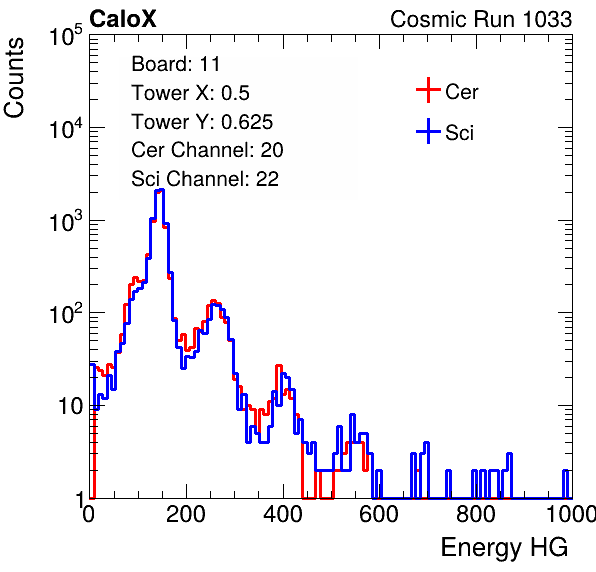 CaloX Cosmic Run 1033
Counts
10^5
10^4
10^3
10^2
10
1
Board: 11
Tower X: 0.5
Tower Y: 0.625
Cer Channel: 20
Sci Channel: 22
Cer
Sci
0 200 400 600 800 1000
Energy HG